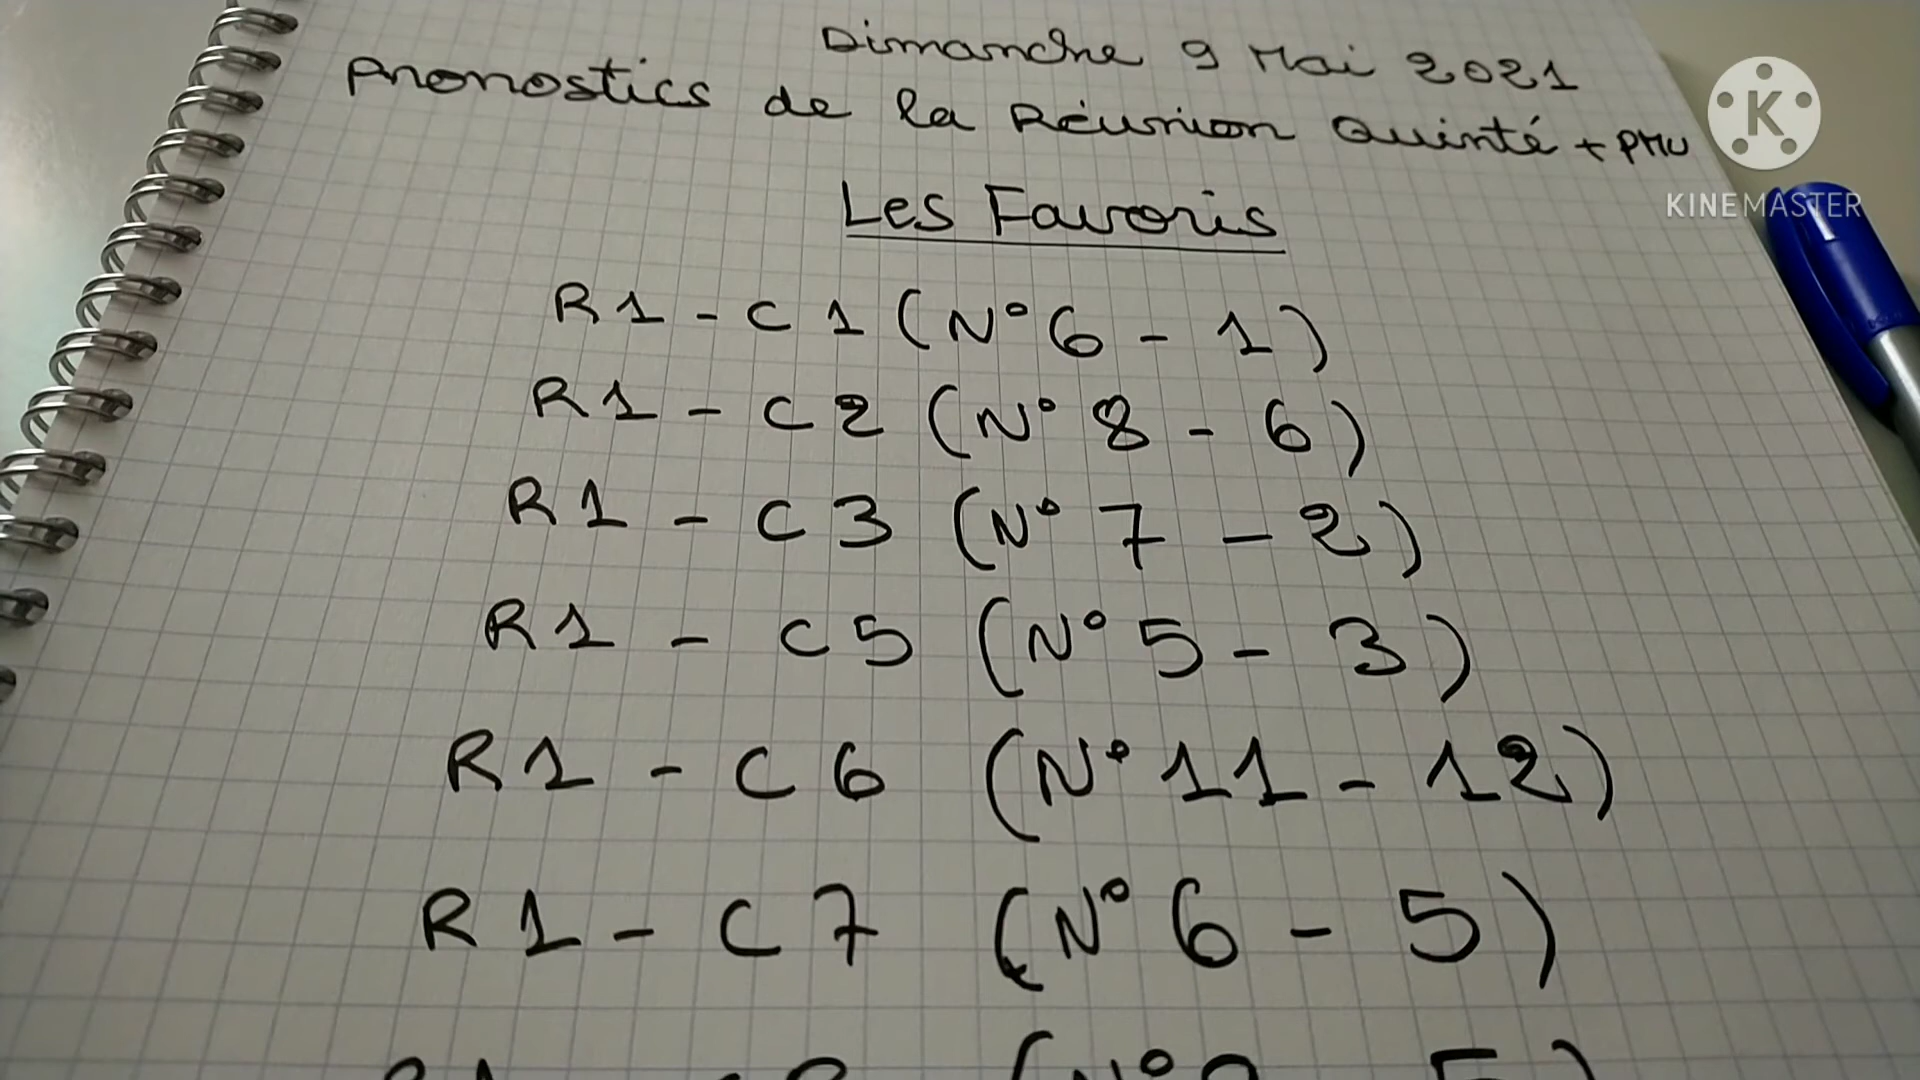 Dimanche 9 Mai 2021
Pronostics de la Réunion Quinté + PMU
K
KINEMASTER
Les Favoris
R1 - C1 (N° 6 - 1)
R1 - C2 (N° 8 - 6)
R1 - C3 (N° 7 - 2)
R1 - C5 (N° 5 - 3)
R1 - C6 (N° 11 - 12)
R1 - C7 (N° 6 - 5)